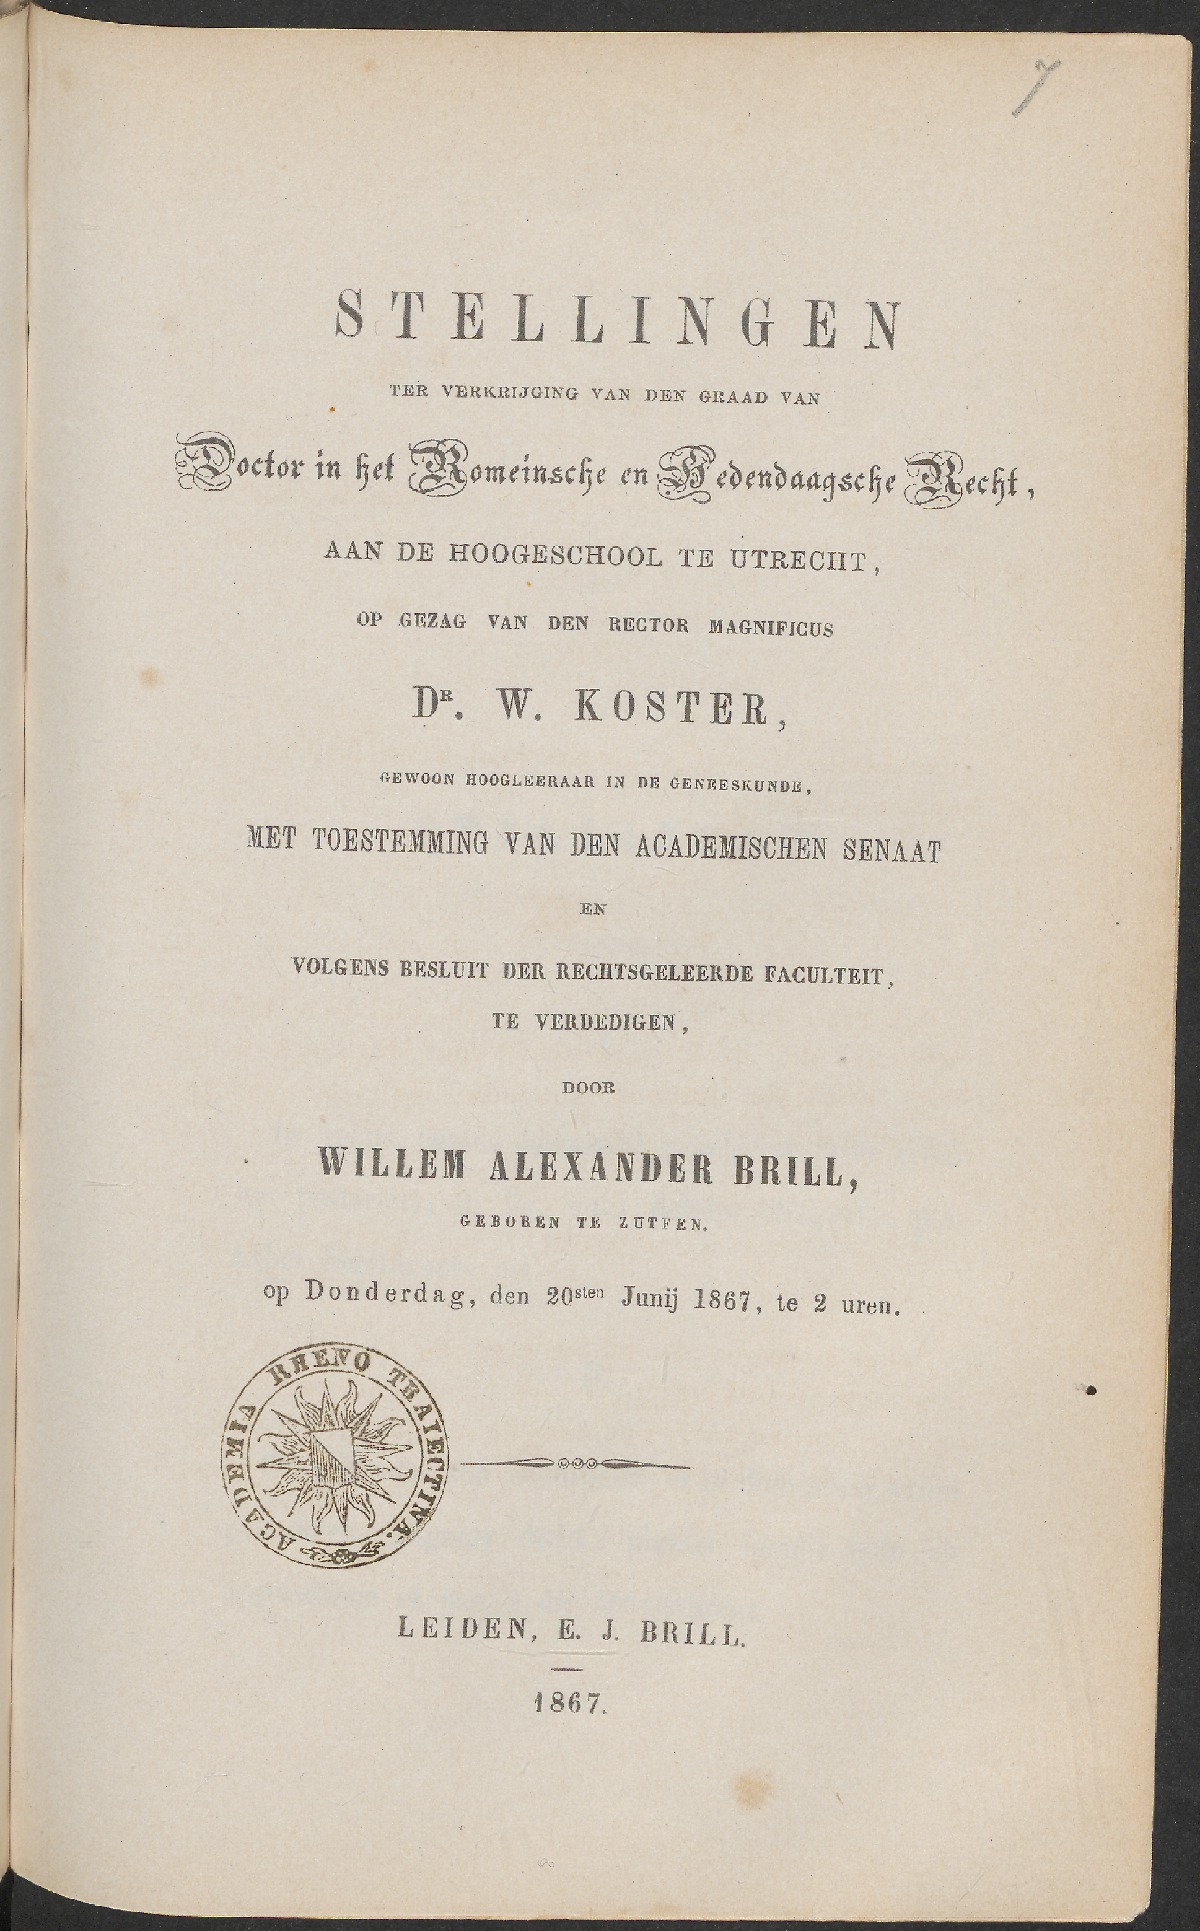 7
STELLINGEN
TER VERKRIJGING VAN DEN GRAAD VAN
Doctor in het Romeinsche en Hedendaagsche Recht,
AAN DE HOOGESCHOOL TE UTRECHT,
OP GEZAG VAN DEN RECTOR MAGNIFICUS
DR. W. KOSTER,
GEWOON HOOGLEERAAR IN DE GENEESKUNDE,
MET TOESTEMMING VAN DEN ACADEMISCHEN SENAAT
EN
VOLGENS BESLUIT DER RECHTSGELEERDE FACULTEIT,
TE VERDEDIGEN,
DOOR
WILLEM ALEXANDER BRILL,
GEBOREN TE ZUTFEN.
op Donderdag, den 20sten Junij 1867, te 2 uren.
ACADEMIA RHENO TRAIECTINA.
LEIDEN, E. J. BRILL.
1867.